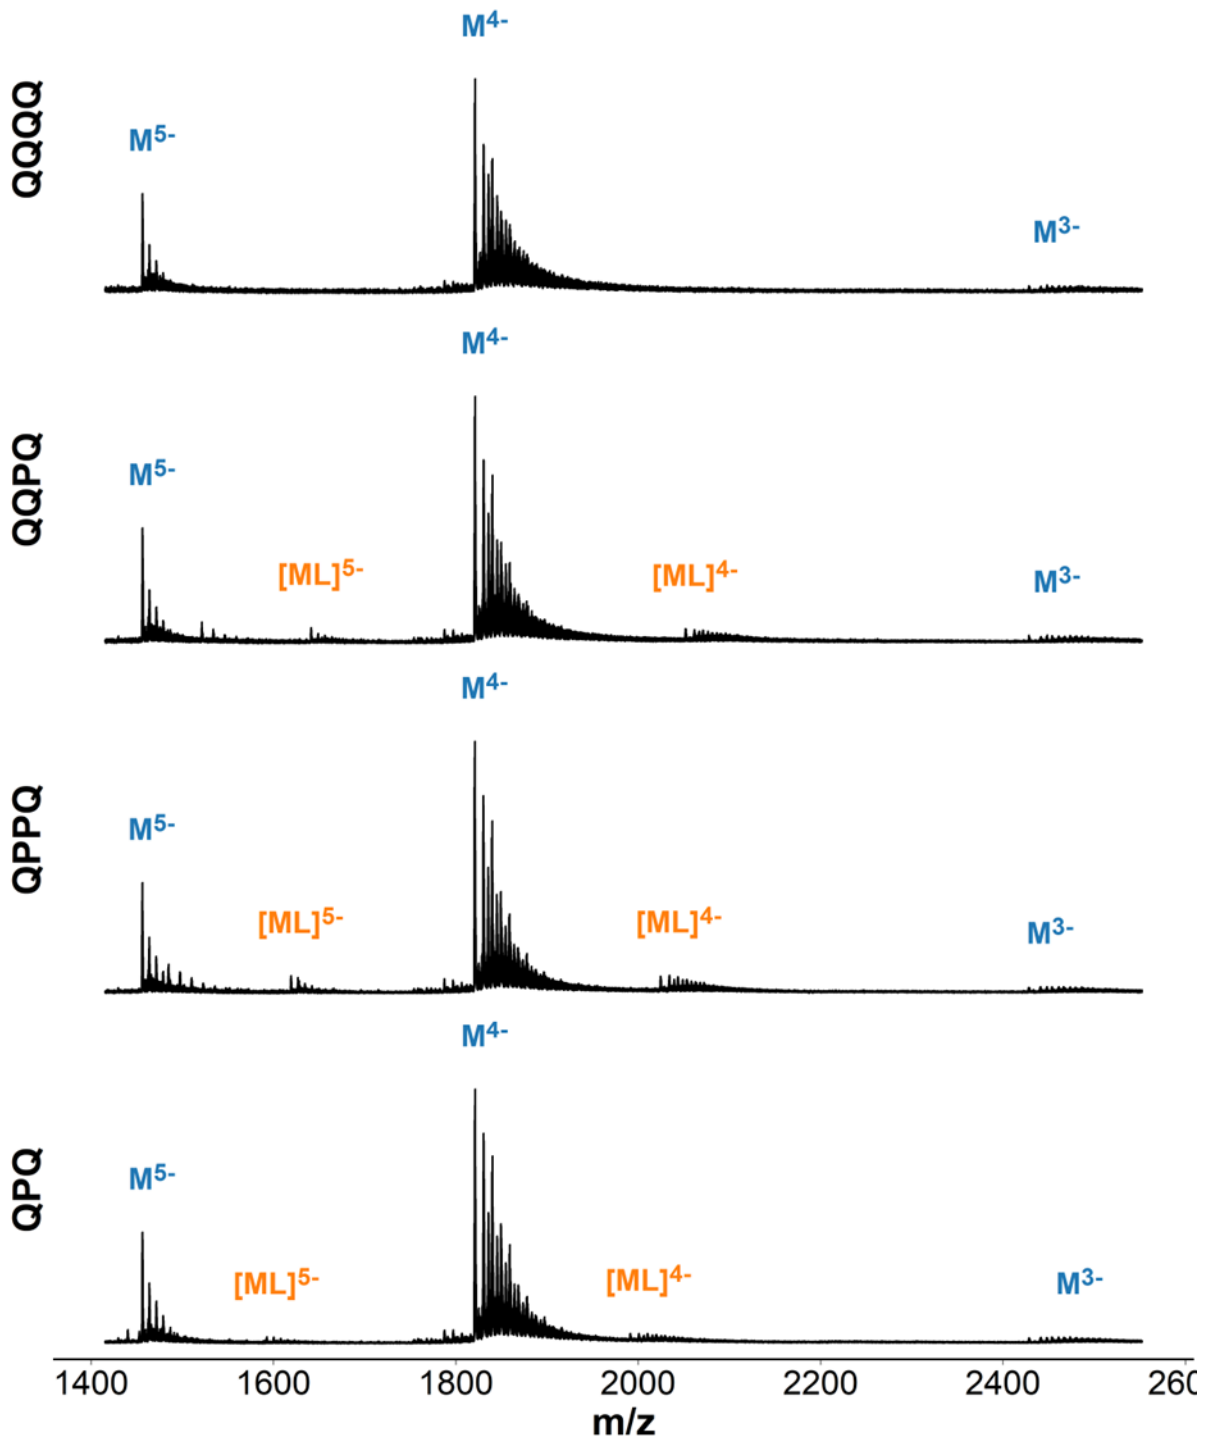 M4-
QQQQ
M5-
M3-
M4-
QQPQ
M5-
[ML]5-
[ML]4-
M3-
M4-
QPPQ
M5-
[ML]5-
[ML]4-
M3-
M4-
QPQ
M5-
[ML]5-
[ML]4-
M3-
1400 1600 1800 2000 2200 2400 260
m/z